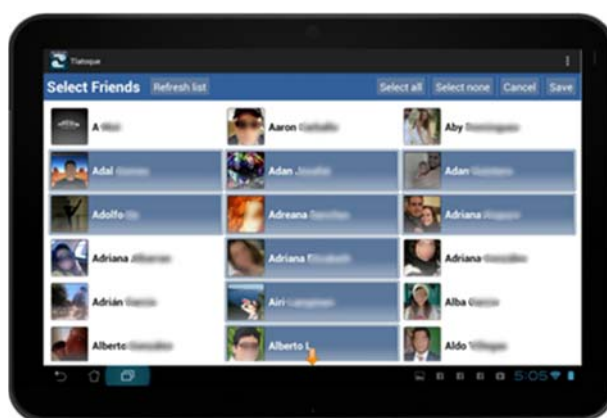 Tlatoque
Select Friends Refresh list Select all Select none Cancel Save
A Aaron Aby
Adal Adan Adan
Adolfo Adreana Adriana
Adriana Adriana Adriana
Adrián Airi Alba
Alberto Alberto L Aldo
5:05